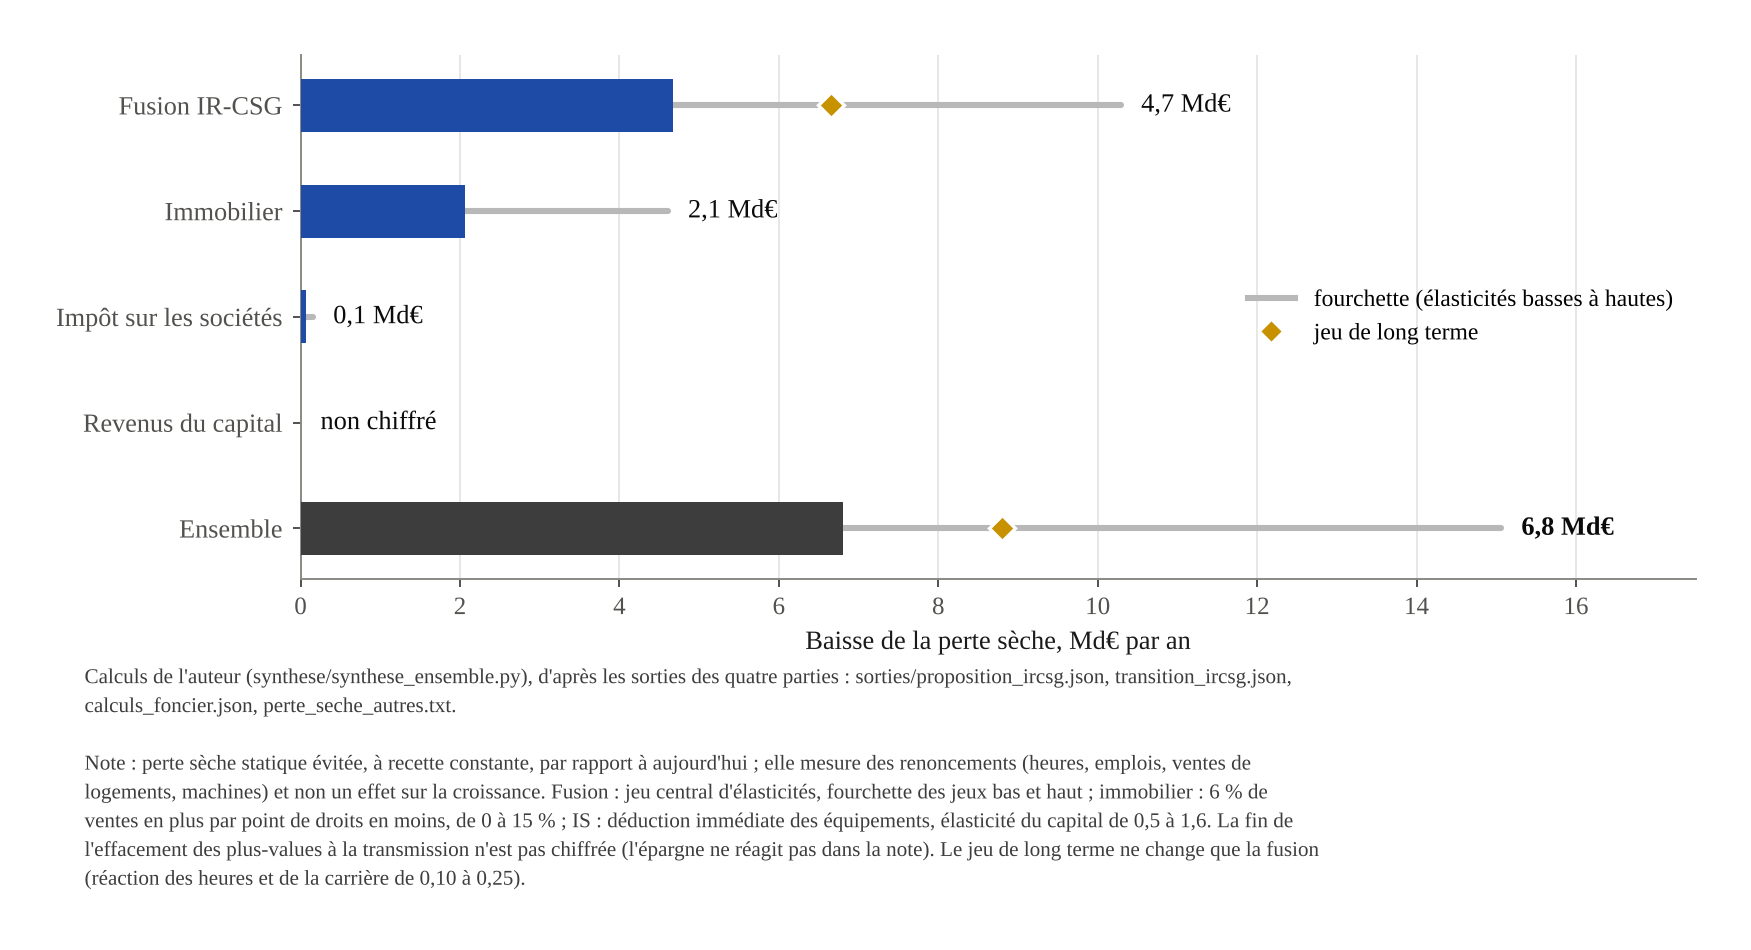 Fusion IR-CSG
4,7 Md€
Immobilier
2,1 Md€
Impôt sur les sociétés
0,1 Md€
fourchette (élasticités basses à hautes)
jeu de long terme
Revenus du capital
non chiffré
Ensemble
6,8 Md€
0 2 4 6 8 10 12 14 16
Baisse de la perte sèche, Md€ par an
Calculs de l'auteur (synthese/synthese_ensemble.py), d'après les sorties des quatre parties : sorties/proposition_ircsg.json, transition_ircsg.json,
calculs_foncier.json, perte_seche_autres.txt.
Note : perte sèche statique évitée, à recette constante, par rapport à aujourd'hui ; elle mesure des renoncements (heures, emplois, ventes de
logements, machines) et non un effet sur la croissance. Fusion : jeu central d'élasticités, fourchette des jeux bas et haut ; immobilier : 6 % de
ventes en plus par point de droits en moins, de 0 à 15 % ; IS : déduction immédiate des équipements, élasticité du capital de 0,5 à 1,6. La fin de
l'effacement des plus-values à la transmission n'est pas chiffrée (l'épargne ne réagit pas dans la note). Le jeu de long terme ne change que la fusion
(réaction des heures et de la carrière de 0,10 à 0,25).